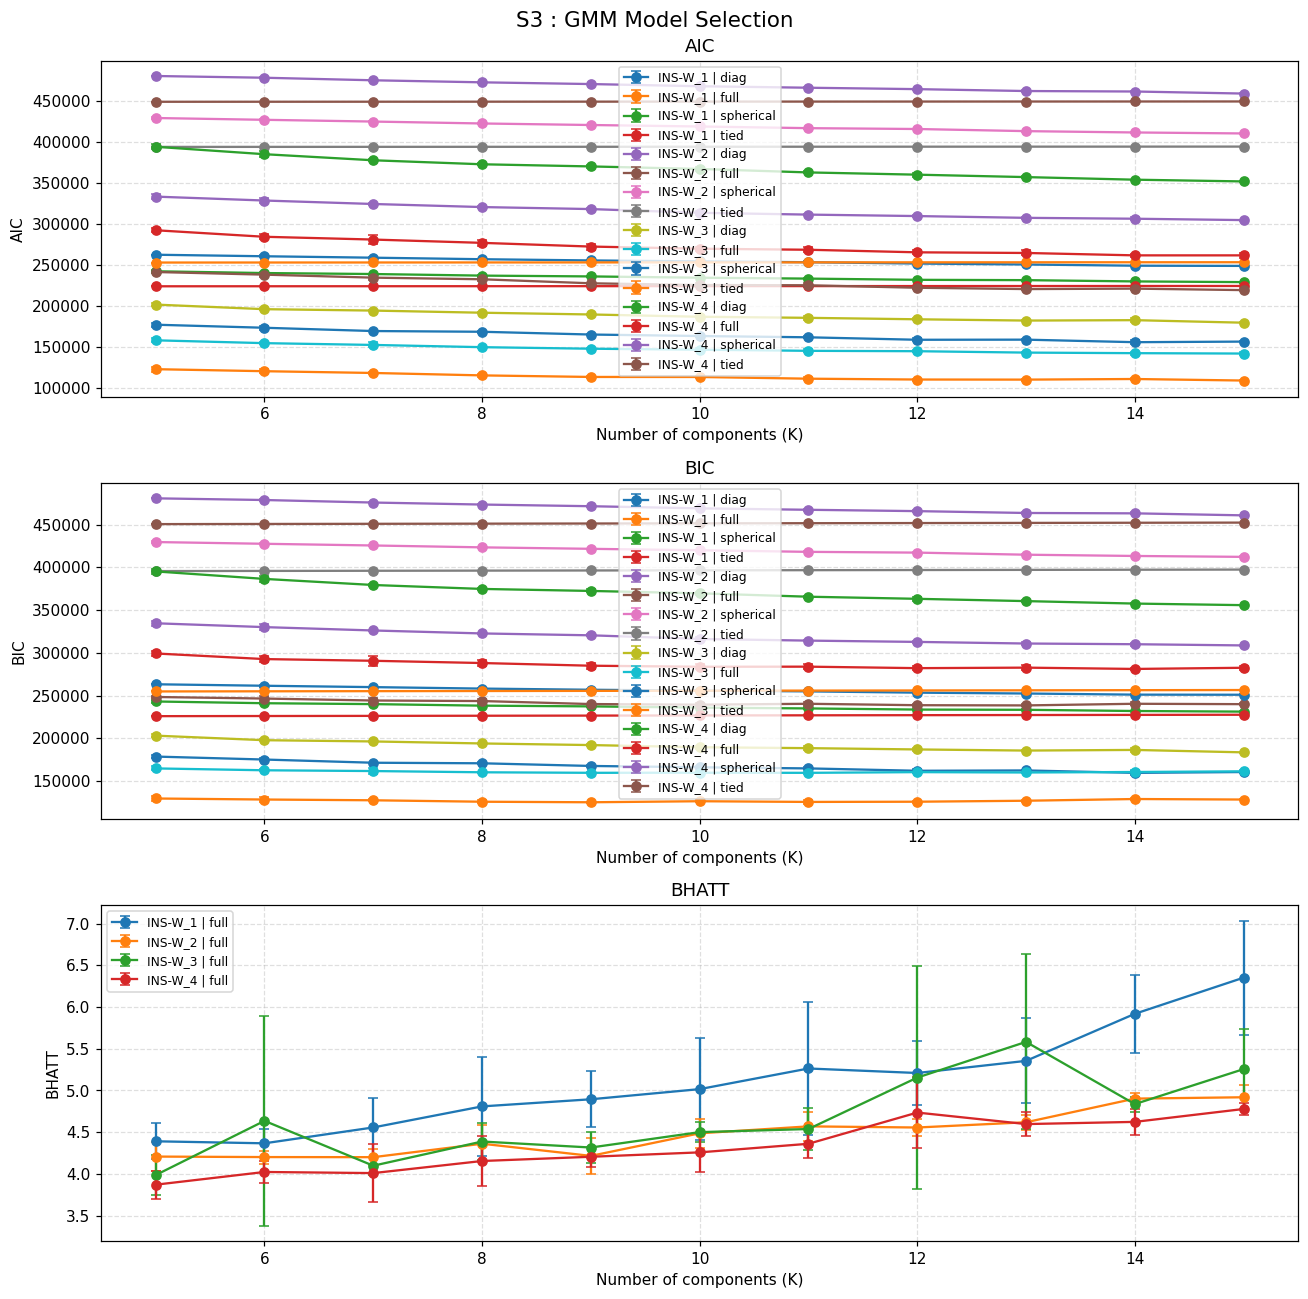 S3 : GMM Model Selection
AIC
AIC
450000
400000
350000
300000
250000
200000
150000
100000
INS-W_1 | diag
INS-W_1 | full
INS-W_1 | spherical
INS-W_1 | tied
INS-W_2 | diag
INS-W_2 | full
INS-W_2 | spherical
INS-W_2 | tied
INS-W_3 | diag
INS-W_3 | full
INS-W_3 | spherical
INS-W_3 | tied
INS-W_4 | diag
INS-W_4 | full
INS-W_4 | spherical
INS-W_4 | tied
6 8 10 12 14
Number of components (K)
BIC
BIC
450000
400000
350000
300000
250000
200000
150000
INS-W_1 | diag
INS-W_1 | full
INS-W_1 | spherical
INS-W_1 | tied
INS-W_2 | diag
INS-W_2 | full
INS-W_2 | spherical
INS-W_2 | tied
INS-W_3 | diag
INS-W_3 | full
INS-W_3 | spherical
INS-W_3 | tied
INS-W_4 | diag
INS-W_4 | full
INS-W_4 | spherical
INS-W_4 | tied
6 8 10 12 14
Number of components (K)
BHATT
BHATT
7.0
6.5
6.0
5.5
5.0
4.5
4.0
3.5
INS-W_1 | full
INS-W_2 | full
INS-W_3 | full
INS-W_4 | full
6 8 10 12 14
Number of components (K)